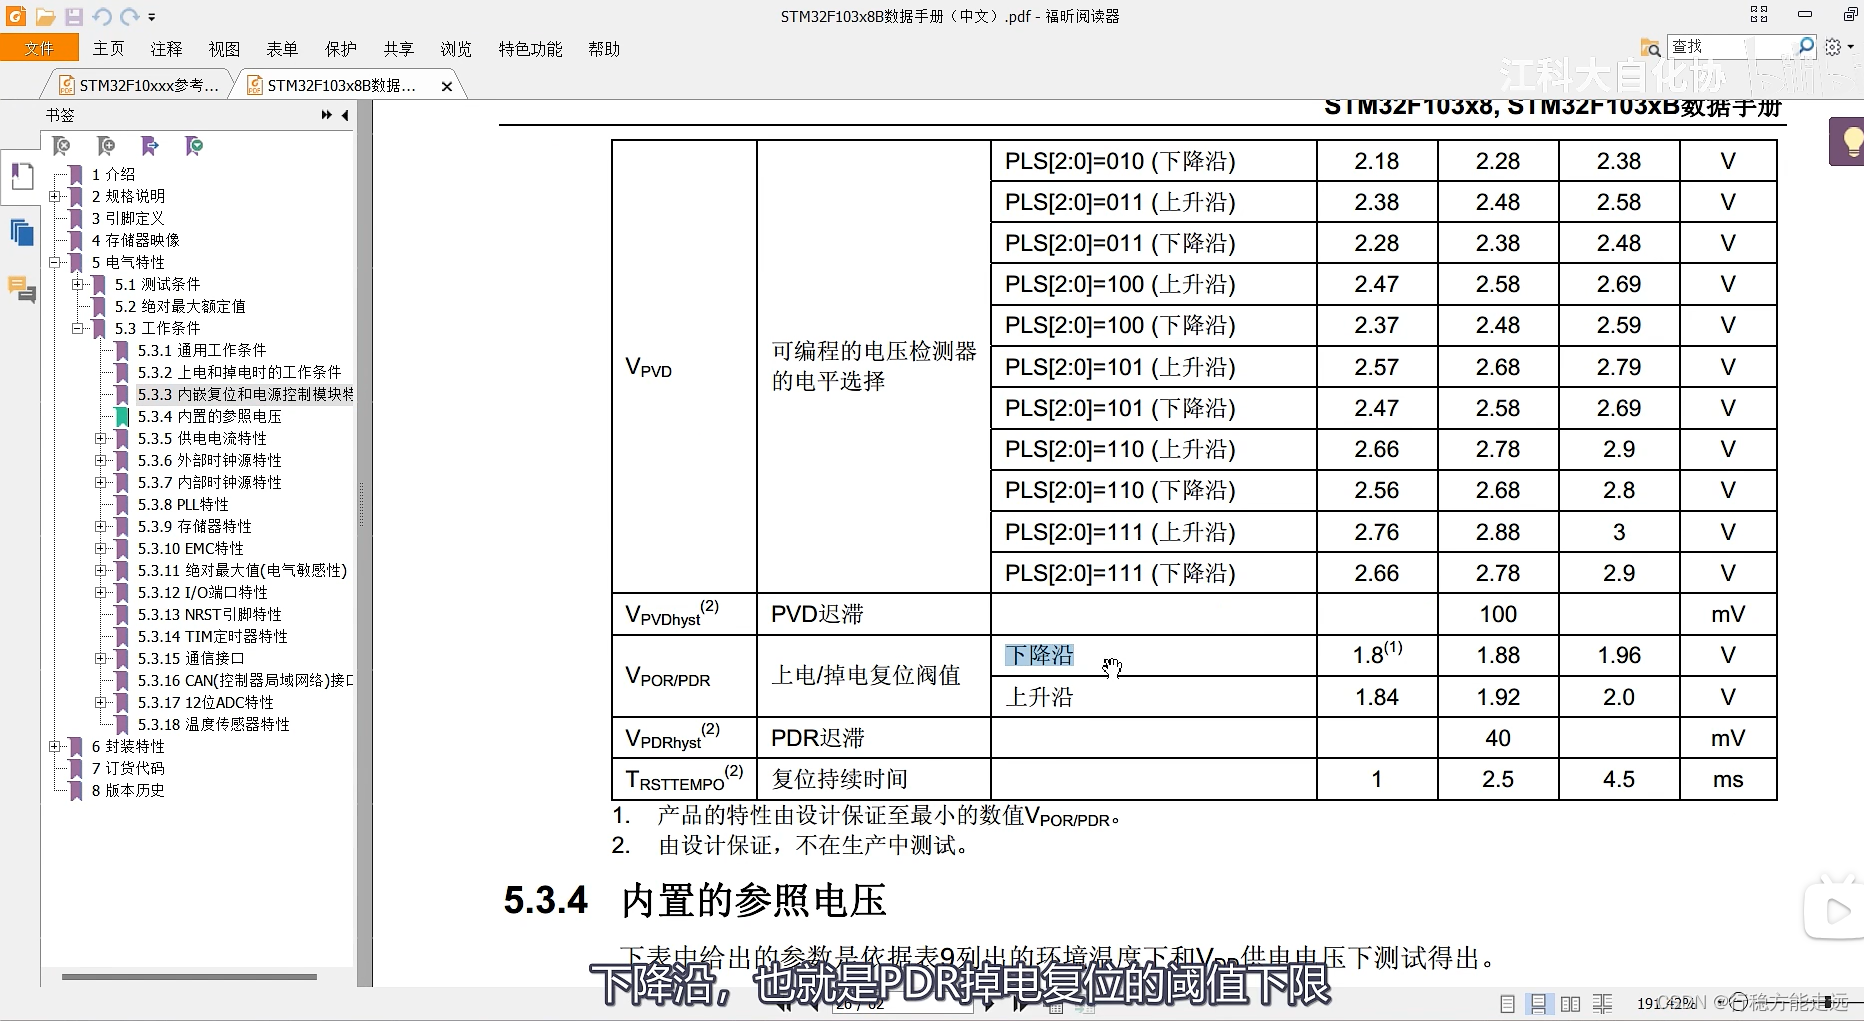 STM32F103x8B数据手册（中文）.pdf - 福昕阅读器
文件 主页 注释 视图 表单 保护 共享 浏览 特色功能 帮助
查找
江科大自化协
STM32F10xxx参考... STM32F103x8B数据...
书签
1 介绍
2 规格说明
3 引脚定义
4 存储器映像
5 电气特性
5.1 测试条件
5.2 绝对最大额定值
5.3 工作条件
5.3.1 通用工作条件
5.3.2 上电和掉电时的工作条件
5.3.3 内嵌复位和电源控制模块特
5.3.4 内置的参照电压
5.3.5 供电电流特性
5.3.6 外部时钟源特性
5.3.7 内部时钟源特性
5.3.8 PLL特性
5.3.9 存储器特性
5.3.10 EMC特性
5.3.11 绝对最大值(电气敏感性)
5.3.12 I/O端口特性
5.3.13 NRST引脚特性
5.3.14 TIM定时器特性
5.3.15 通信接口
5.3.16 CAN(控制器局域网络)接口
5.3.17 12位ADC特性
5.3.18 温度传感器特性
6 封装特性
7 订货代码
8 版本历史
STM32F103x8, STM32F103xB数据手册
PLS[2:0]=010 (下降沿) 2.18 2.28 2.38 V
PLS[2:0]=011 (上升沿) 2.38 2.48 2.58 V
PLS[2:0]=011 (下降沿) 2.28 2.38 2.48 V
PLS[2:0]=100 (上升沿) 2.47 2.58 2.69 V
PLS[2:0]=100 (下降沿) 2.37 2.48 2.59 V
VPVD 可编程的电压检测器的电平选择
PLS[2:0]=101 (上升沿) 2.57 2.68 2.79 V
PLS[2:0]=101 (下降沿) 2.47 2.58 2.69 V
PLS[2:0]=110 (上升沿) 2.66 2.78 2.9 V
PLS[2:0]=110 (下降沿) 2.56 2.68 2.8 V
PLS[2:0]=111 (上升沿) 2.76 2.88 3 V
PLS[2:0]=111 (下降沿) 2.66 2.78 2.9 V
VPVDhyst(2) PVD迟滞 100 mV
VPOR/PDR 上电/掉电复位阀值
下降沿 1.8(1) 1.88 1.96 V
上升沿 1.84 1.92 2.0 V
VPDRhyst(2) PDR迟滞 40 mV
TRSTTEMPO(2) 复位持续时间 1 2.5 4.5 ms
1. 产品的特性由设计保证至最小的数值VPOR/PDR。
2. 由设计保证，不在生产中测试。
5.3.4 内置的参照电压
下表中给出的参数是依据表9列出的环境温度下和VDD供电电压下测试得出。
下降沿，也就是PDR掉电复位的阈值下限
191.42%
CSDN @行稳方能走远